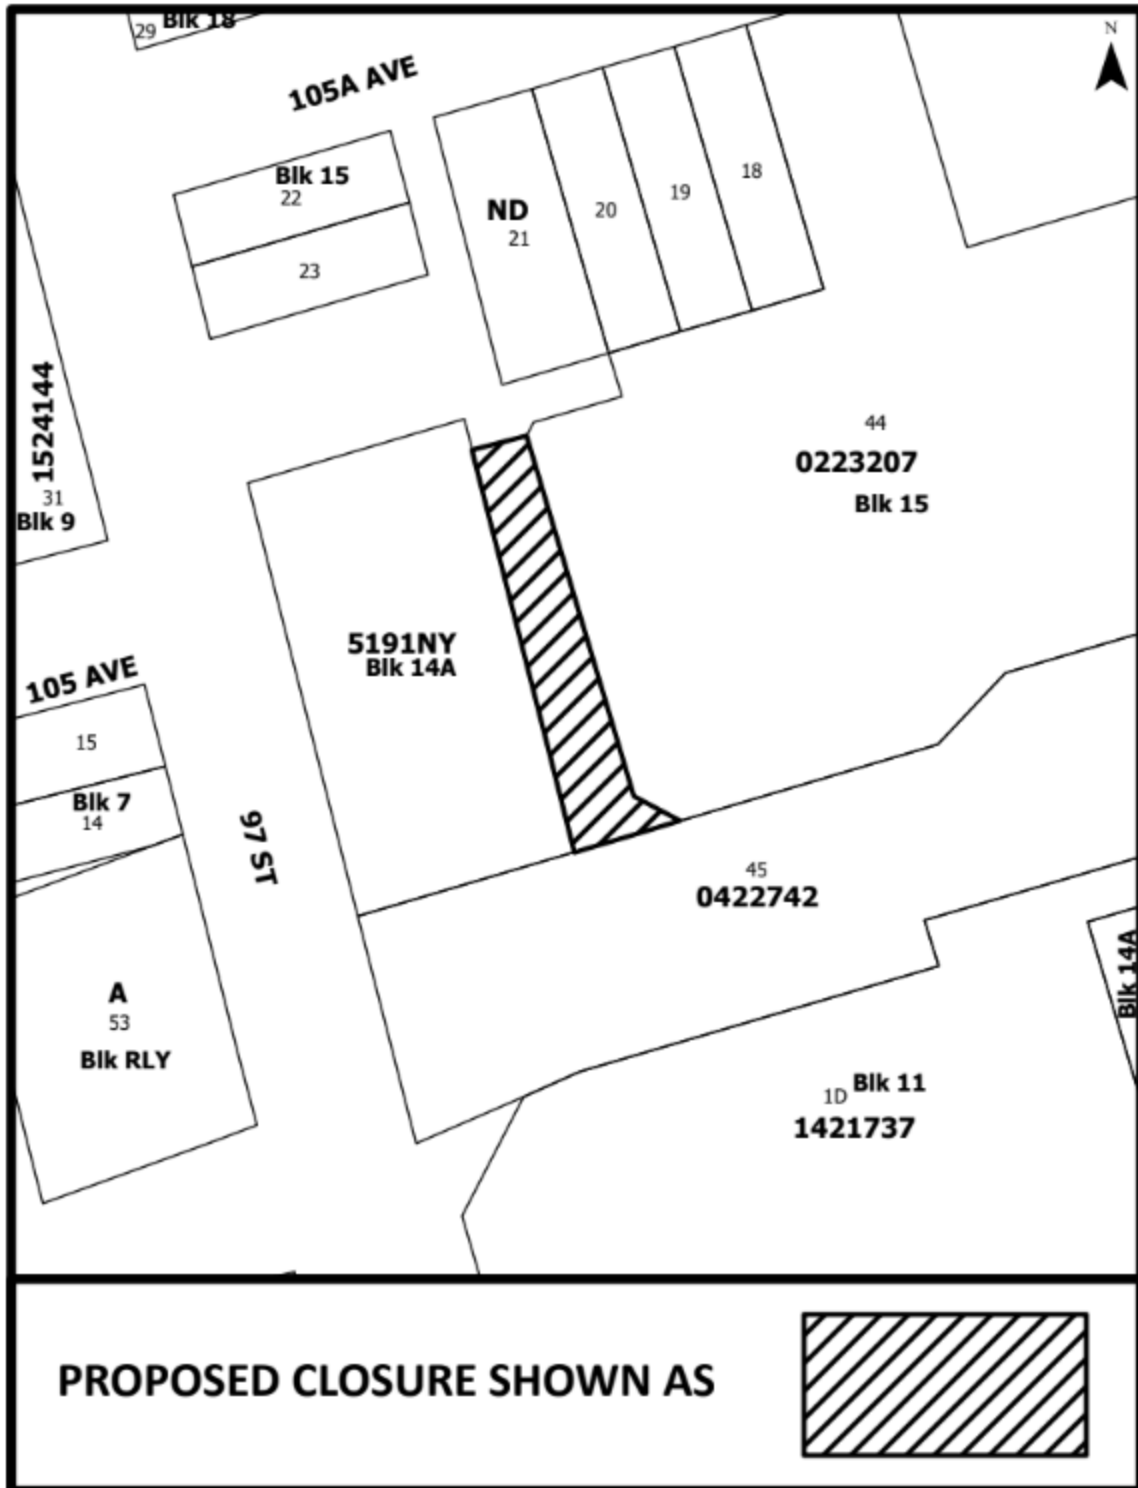 29 Blk 18
N
105A AVE
Blk 15
22
23
ND
21
20
19
18
1524144
31
Blk 9
44
0223207
Blk 15
5191NY
Blk 14A
105 AVE
15
Blk 7
14
97 ST
45
0422742
A
53
Blk RLY
Blk 14A
1D Blk 11
1421737
PROPOSED CLOSURE SHOWN AS